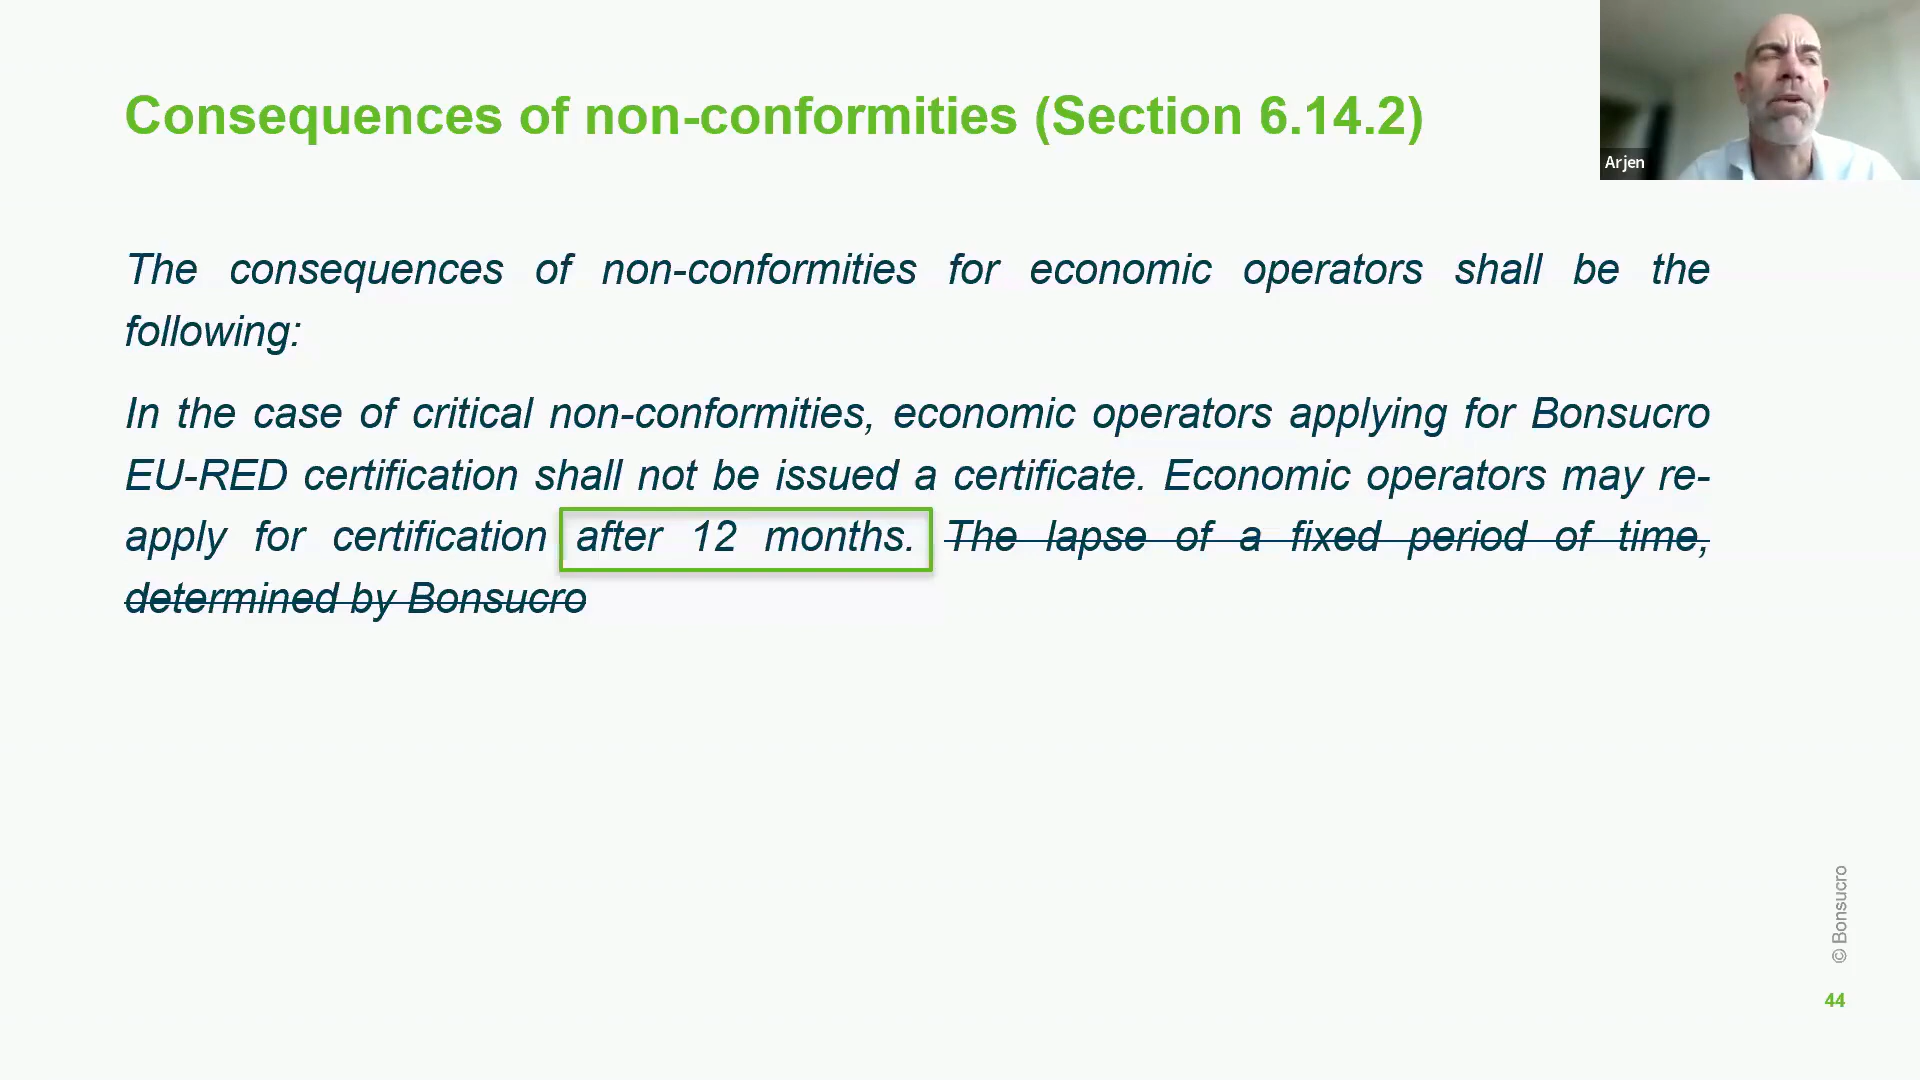 Consequences of non-conformities (Section 6.14.2)
Arjen
The consequences of non-conformities for economic operators shall be the
following:
In the case of critical non-conformities, economic operators applying for Bonsucro
EU-RED certification shall not be issued a certificate. Economic operators may re-
apply for certification after 12 months. The lapse of a fixed period of time,
determined by Bonsucro
© Bonsucro
44